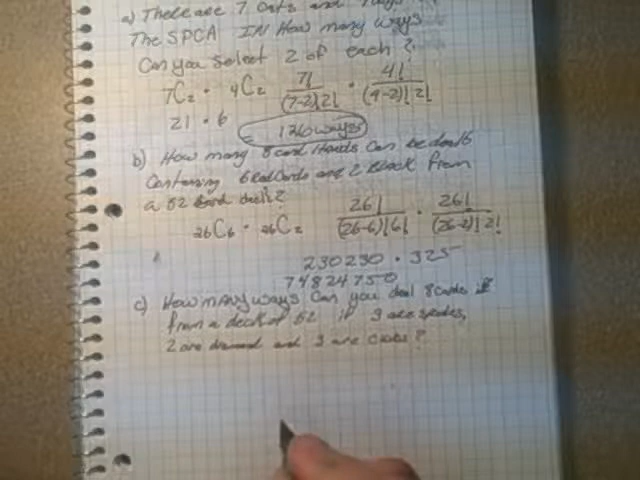 a) There are 7 Cats and
The SPCA IN How many ways
Can you select 2 of each?
7C2 · 4C2 7!/(7-2)!2! · 4!/(4-2)!2!
21 · 6 = 126 ways
b) How many 8 card Hands can be dealt
Containing 6 Red Cards and 2 Black from
a 52 card deck?
26C6 · 26C2 26!/(26-6)!6! · 26!/(26-2)!2!
230230 · 325
74824750
c) How many ways Can you deal 8 cards
from a deck of 52 if 3 are spades,
2 are diamond and 3 are clubs?